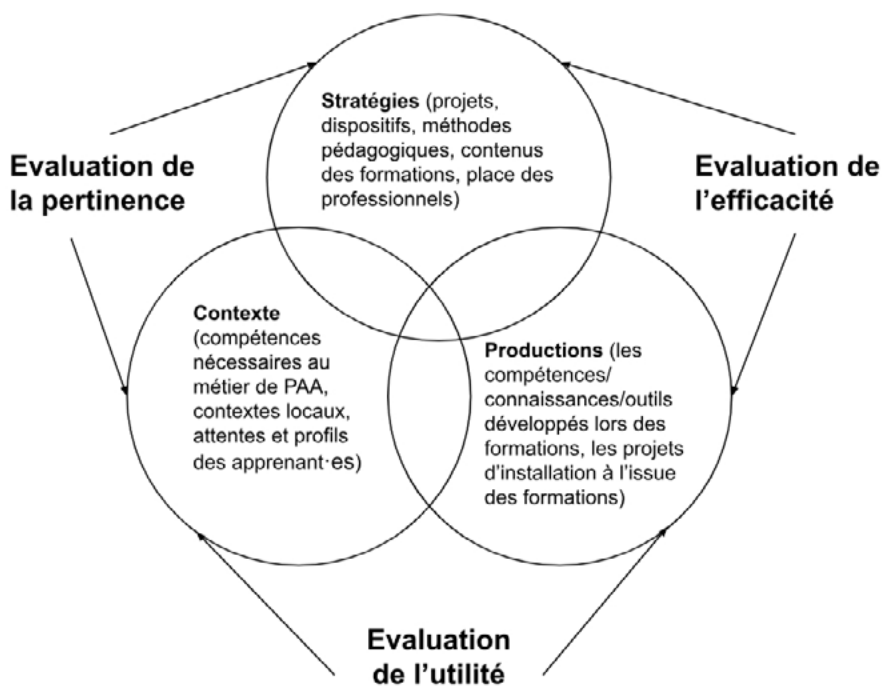 Stratégies (projets,
dispositifs, méthodes
pédagogiques, contenus
des formations, place des
professionnels)
Evaluation de
la pertinence
Evaluation de
l’efficacité
Contexte
(compétences
nécessaires au
métier de PAA,
contextes locaux,
attentes et profils
des apprenant·es)
Productions (les
compétences/
connaissances/outils
développés lors des
formations, les projets
d’installation à l’issue
des formations)
Evaluation
de l’utilité